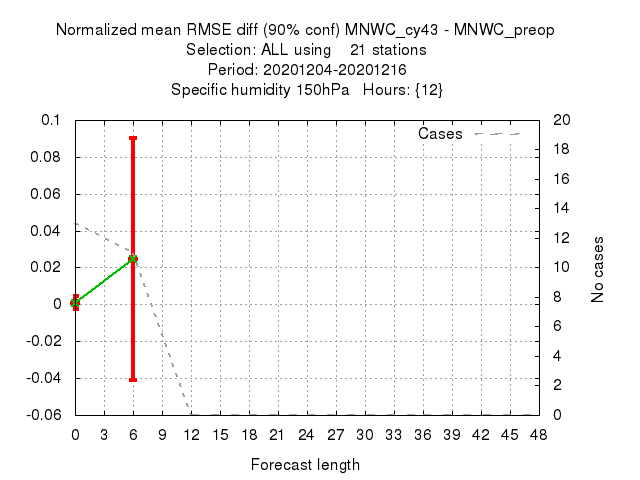 Normalized mean RMSE diff (90% conf) MNWC_cy43 - MNWC_preop
Selection: ALL using    21 stations
Period: 20201204-20201216
Specific humidity 150hPa   Hours: {12}
Cases
0.1
0.08
0.06
0.04
0.02
0
-0.02
-0.04
-0.06
20
18
16
14
12
10
8
6
4
2
0
No cases
0 3 6 9 12 15 18 21 24 27 30 33 36 39 42 45 48
Forecast length